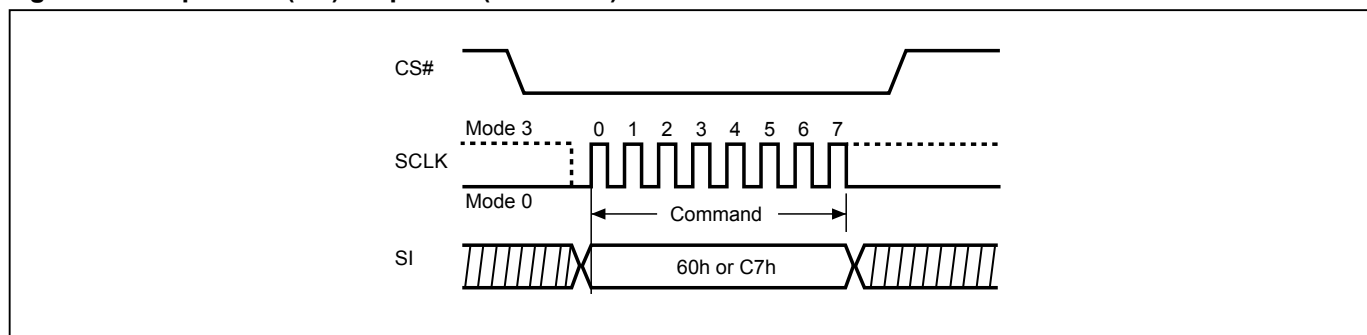 CS#
Mode 3
0 1 2 3 4 5 6 7
SCLK
Mode 0
Command
SI
60h or C7h